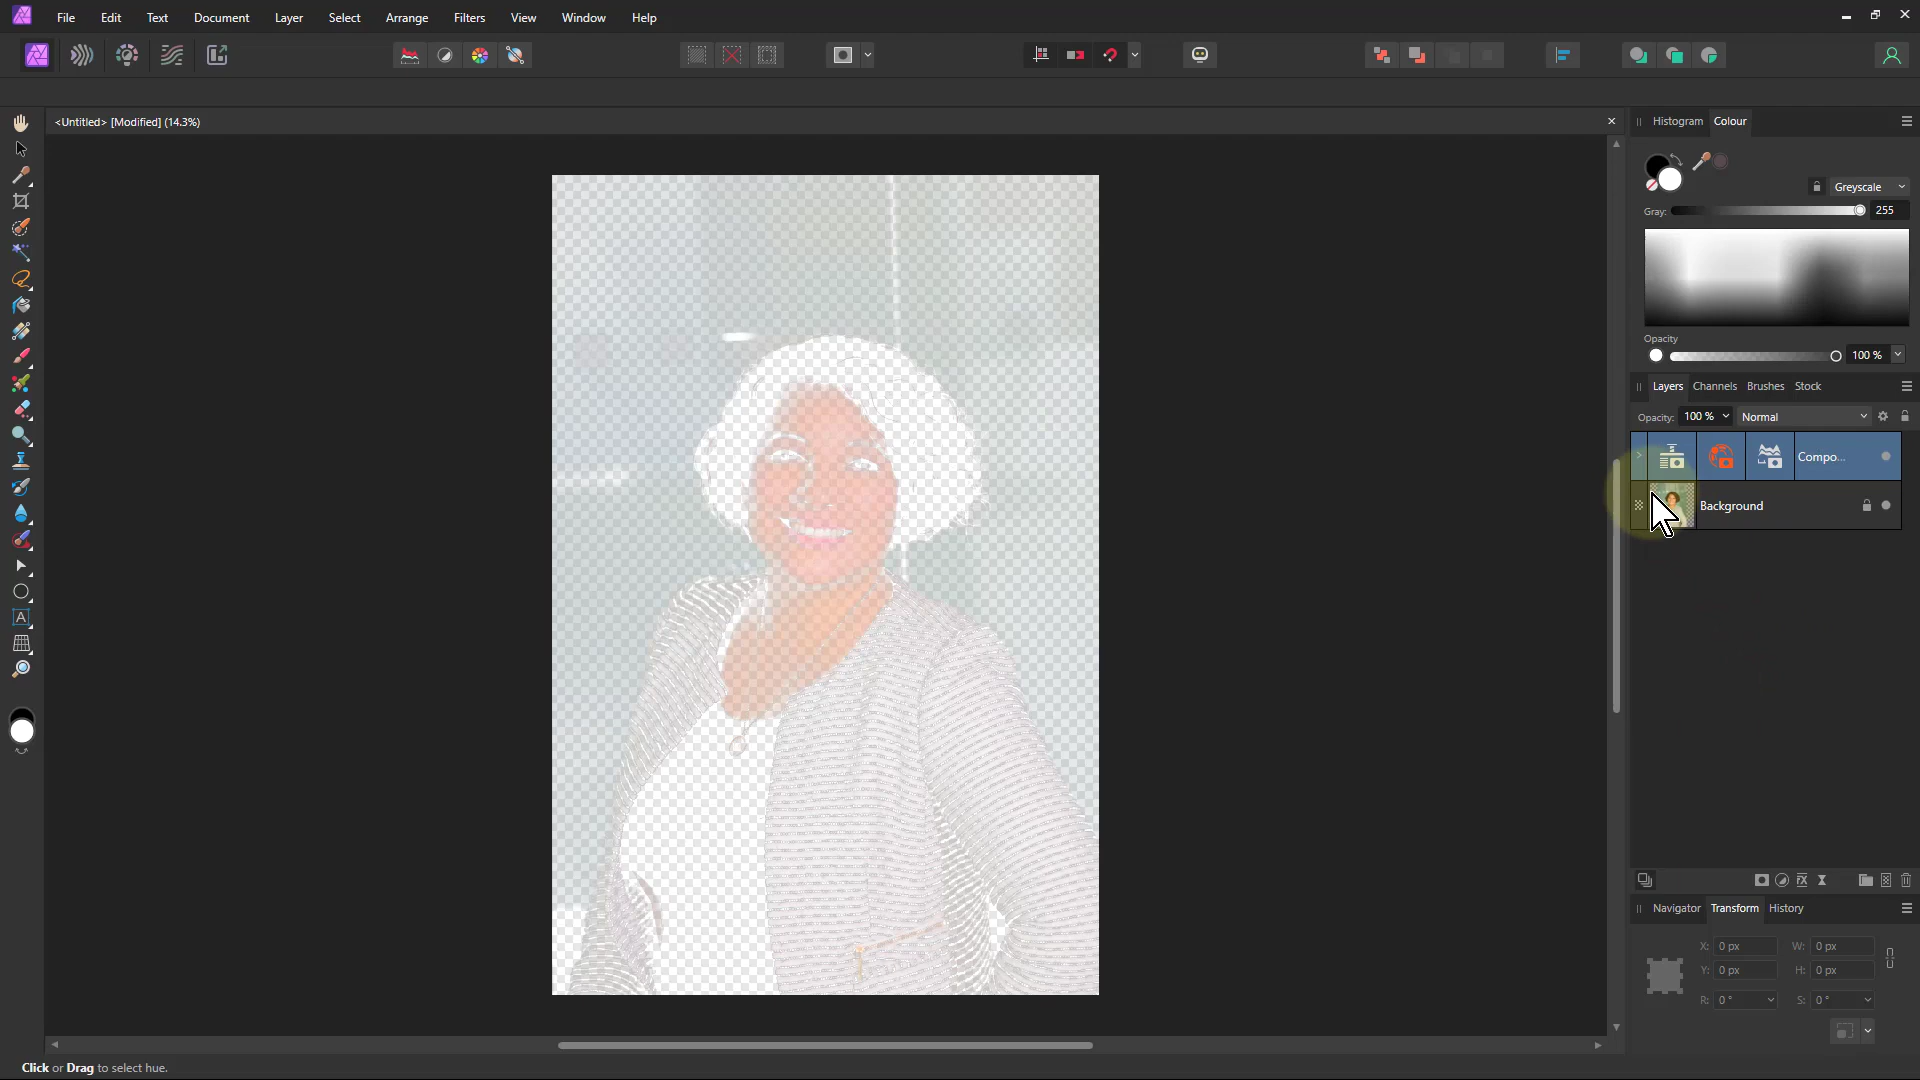 File Edit Text Document Layer Select Arrange Filters View Window Help
<Untitled> [Modified] (14.3%)
Histogram Colour
Greyscale
Gray: 255
Opacity
100 %
Layers Channels Brushes Stock
Opacity: 100 % Normal
Compo...
Background
Navigator Transform History
X: 0 px W: 0 px
Y: 0 px H: 0 px
R: 0 ° S: 0 °
Click or Drag to select hue.